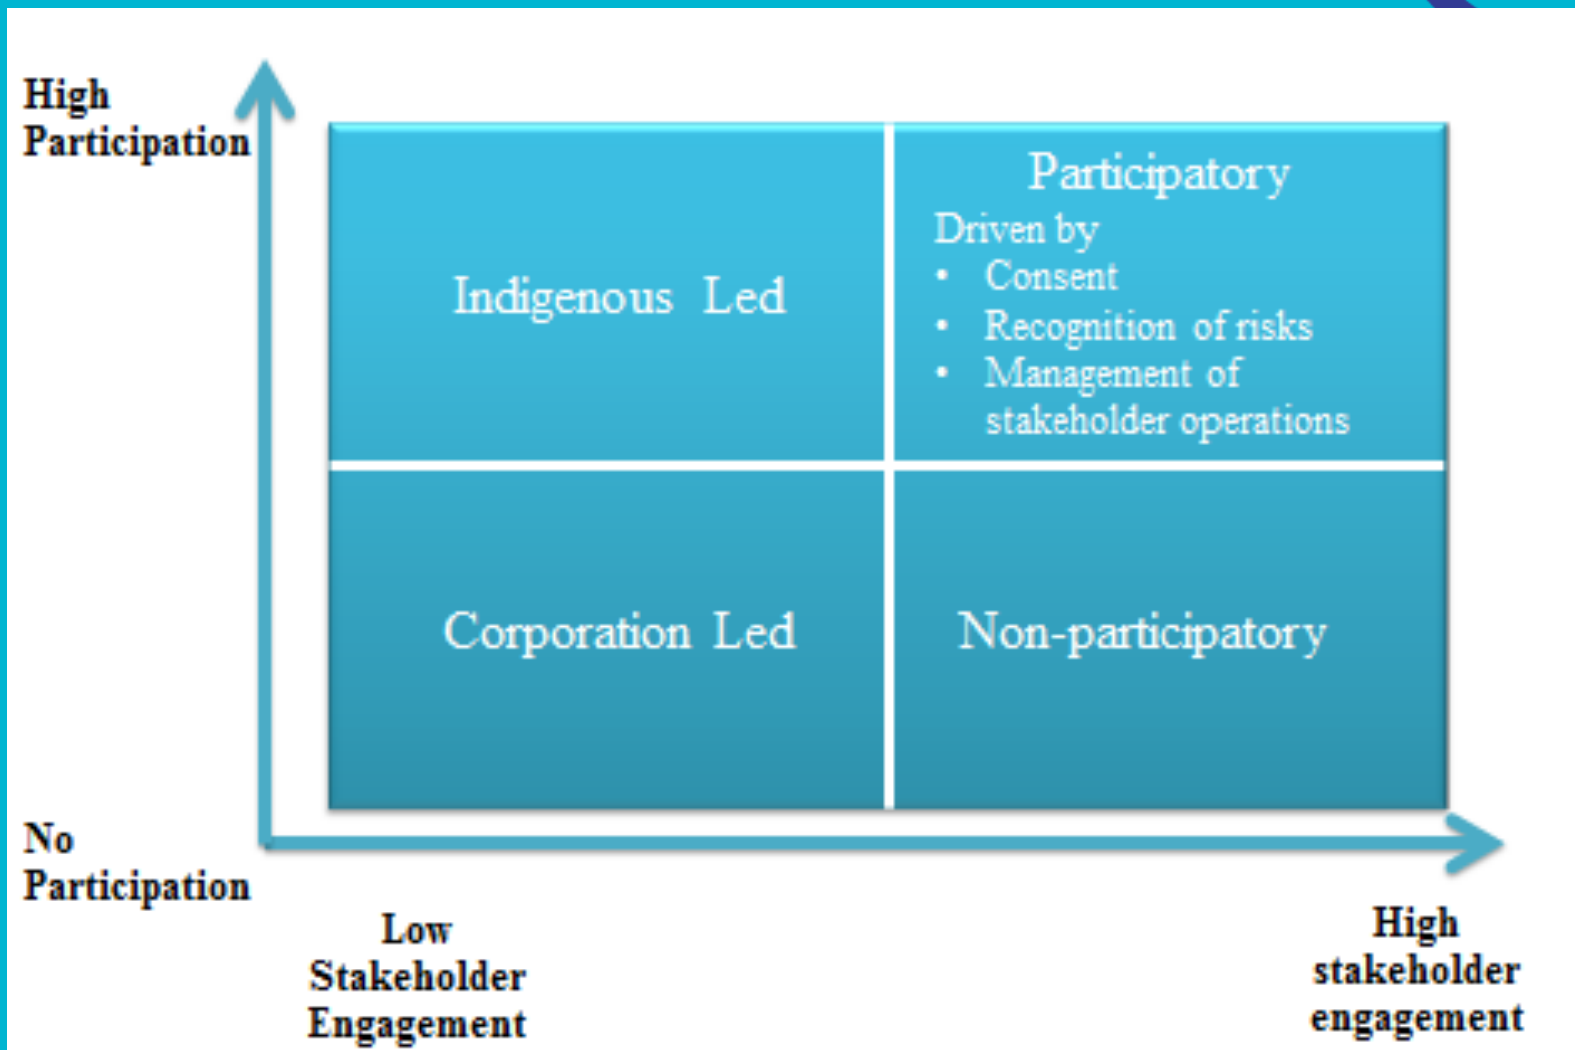 High
Participation
Indigenous Led
Participatory
Driven by
• Consent
• Recognition of risks
• Management of
stakeholder operations
Corporation Led
Non-participatory
No
Participation
Low
Stakeholder
Engagement
High
stakeholder
engagement